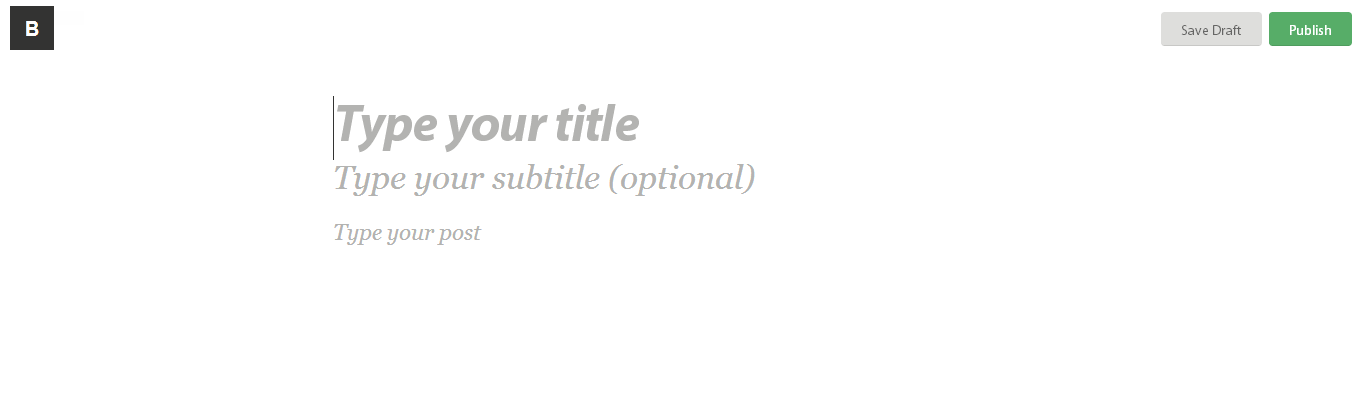 B
Save Draft
Publish
Type your title
Type your subtitle (optional)
Type your post